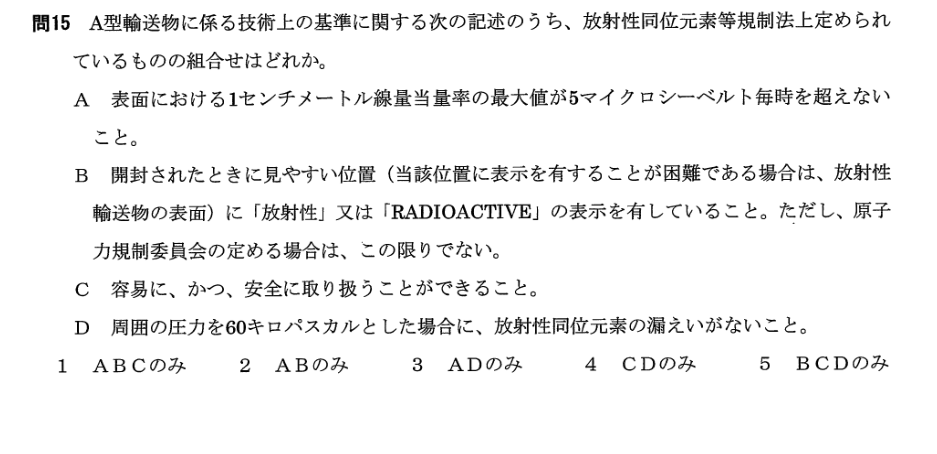 問15 A型輸送物に係る技術上の基準に関する次の記述のうち、放射性同位元素等規制法上定められ
ているものの組合せはどれか。
A 表面における1センチメートル線量当量率の最大値が5マイクロシーベルト毎時を超えない
こと。
B 開封されたときに見やすい位置（当該位置に表示を有することが困難である場合は、放射性
輸送物の表面）に「放射性」又は「RADIOACTIVE」の表示を有していること。ただし、原子
力規制委員会の定める場合は、この限りでない。
C 容易に、かつ、安全に取り扱うことができること。
D 周囲の圧力を60キロパスカルとした場合に、放射性同位元素の漏えいがないこと。
1 ABCのみ 2 ABのみ 3 ADのみ 4 CDのみ 5 BCDのみ